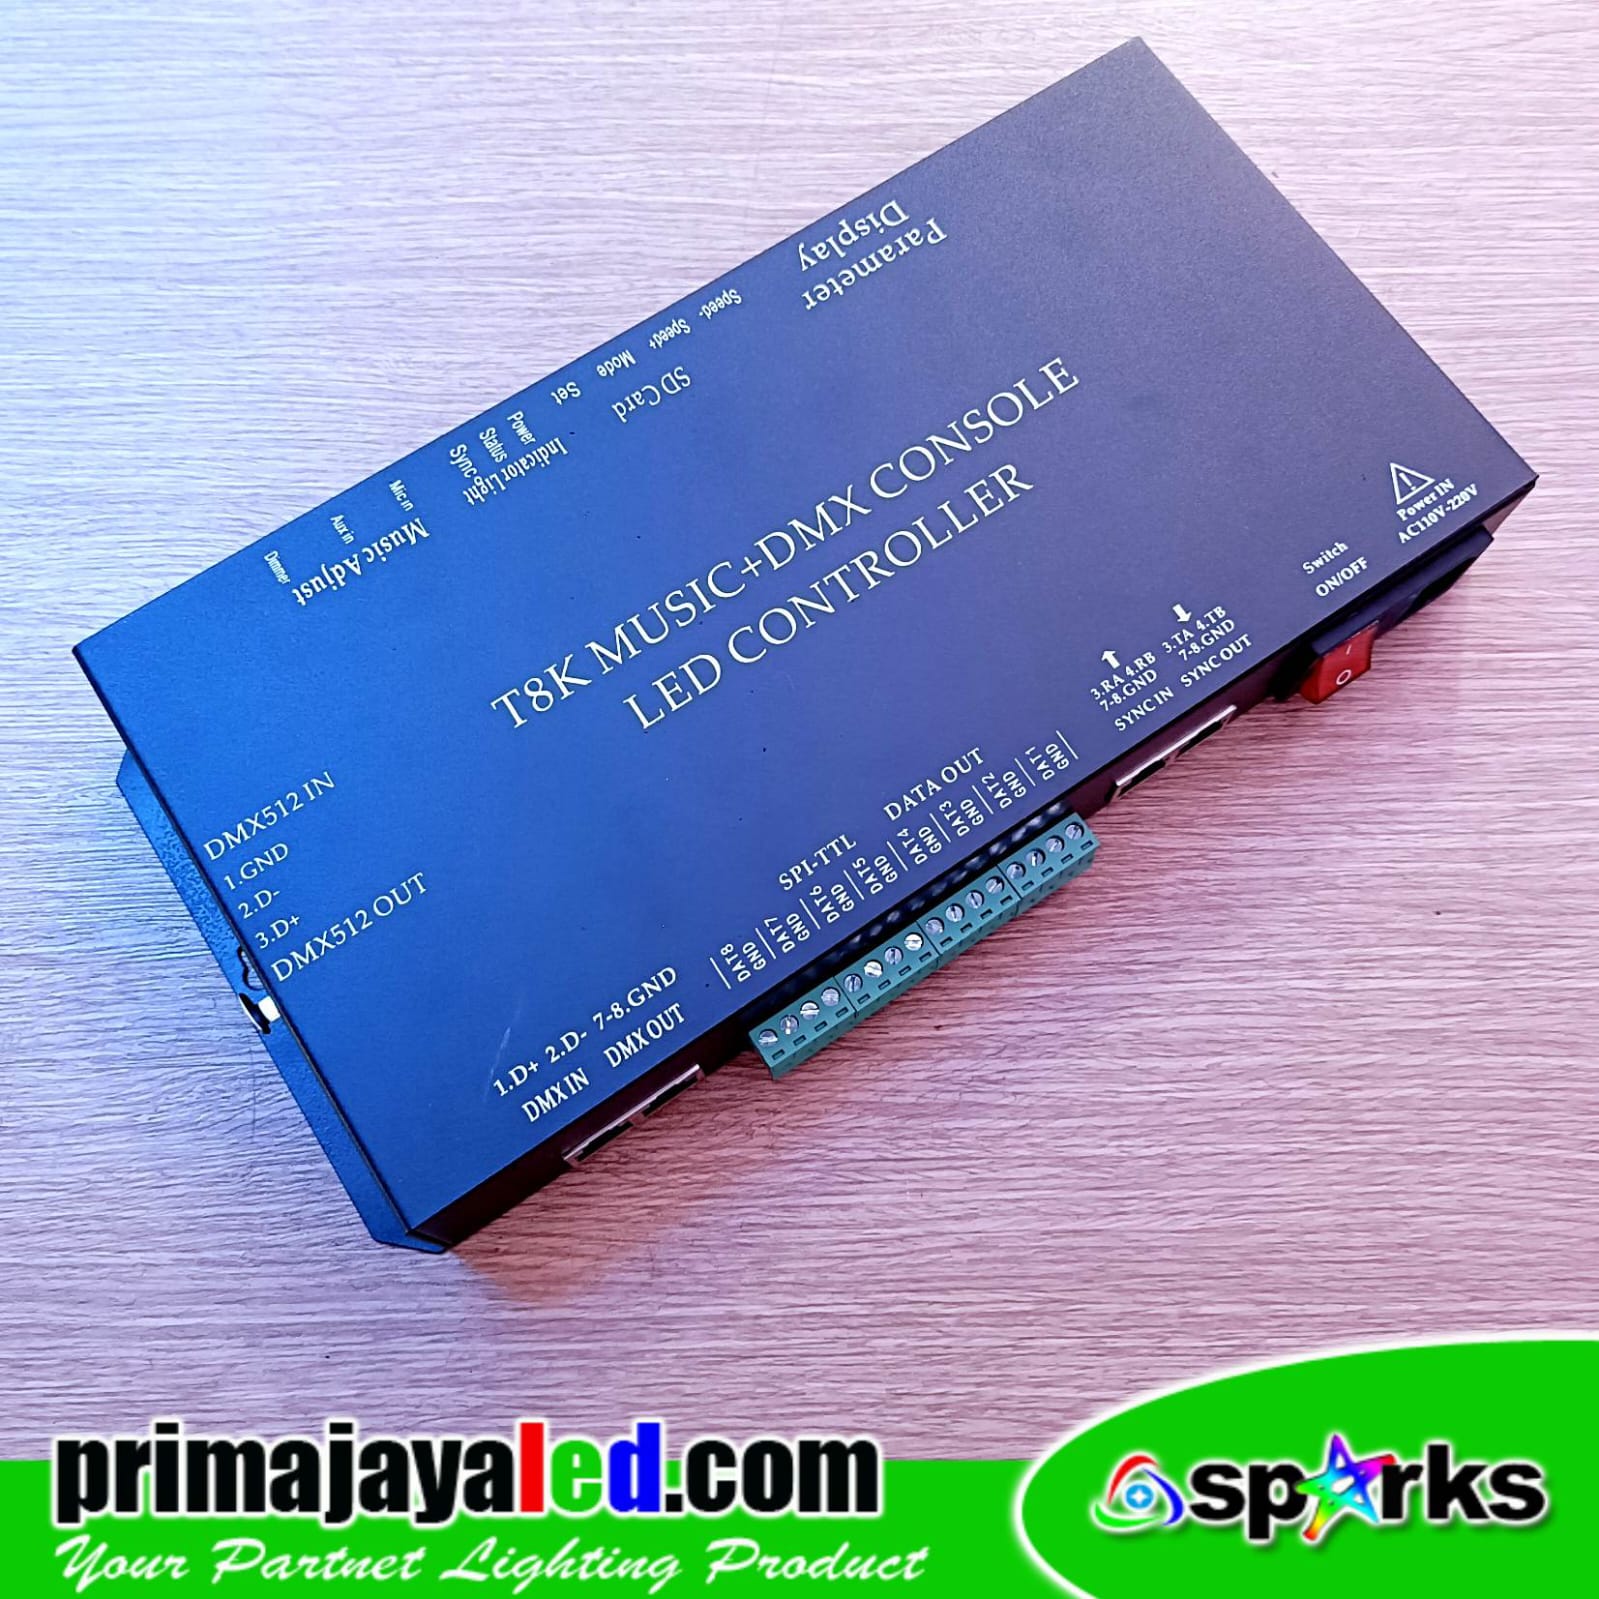 Parameter
Display
Speed-
Speed+
Mode
Set
SD Card
Power
Status
Sync
Indicator Light
Mic in
Aux in
Dimmer
Music Adjust
T8K MUSIC+DMX CONSOLE
LED CONTROLLER
Power IN
AC110V-220V
Switch
ON/OFF
3.RA 4.RB
7-8.GND
SYNC IN
3.TA 4.TB
7-8.GND
SYNC OUT
DMX512 IN
1.GND
2.D-
3.D+
DMX512 OUT
1.D+ 2.D- 7-8.GND
DMX IN DMX OUT
SPI-TTL DATA OUT
DAT8
GND
DAT7
GND
DAT6
GND
DAT5
GND
DAT4
GND
DAT3
GND
DAT2
GND
DAT1
GND
primajayaled.com
Your Partnet Lighting Product
sparks